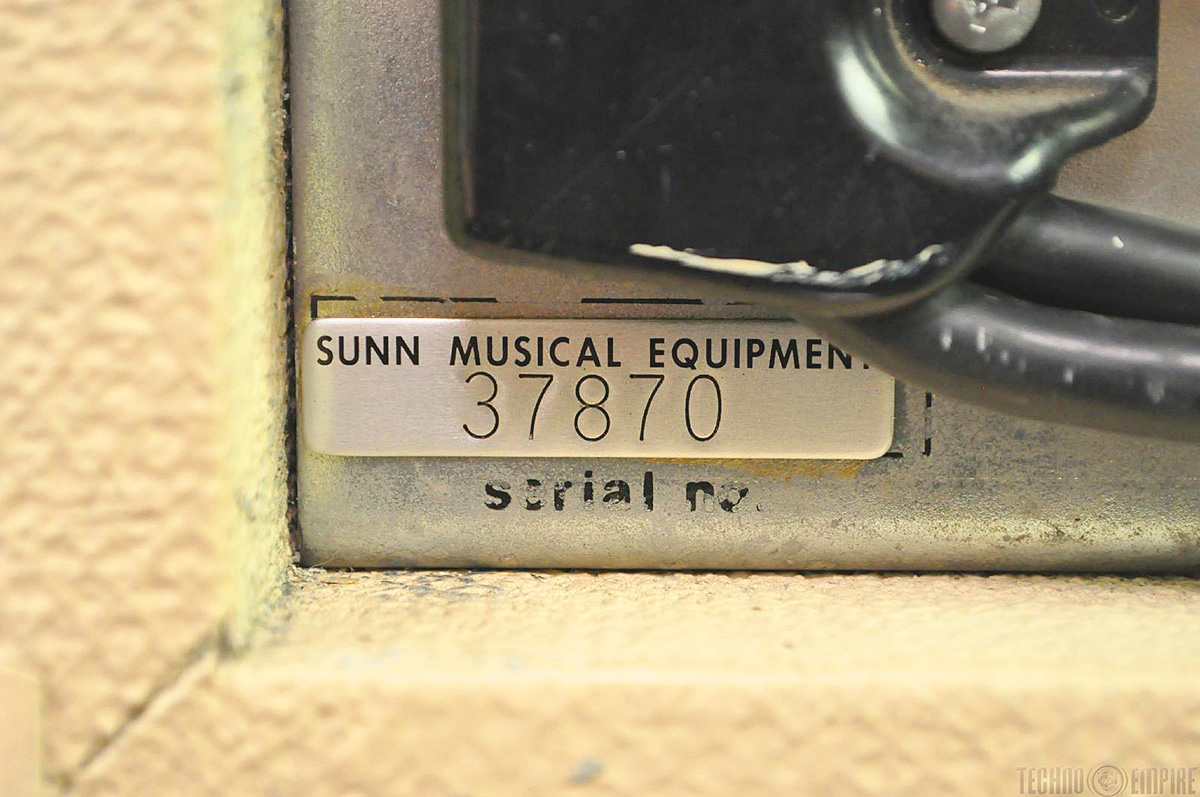 SUNN MUSICAL EQUIPMENT
37870
serial no.
TECHNO EMPIRE